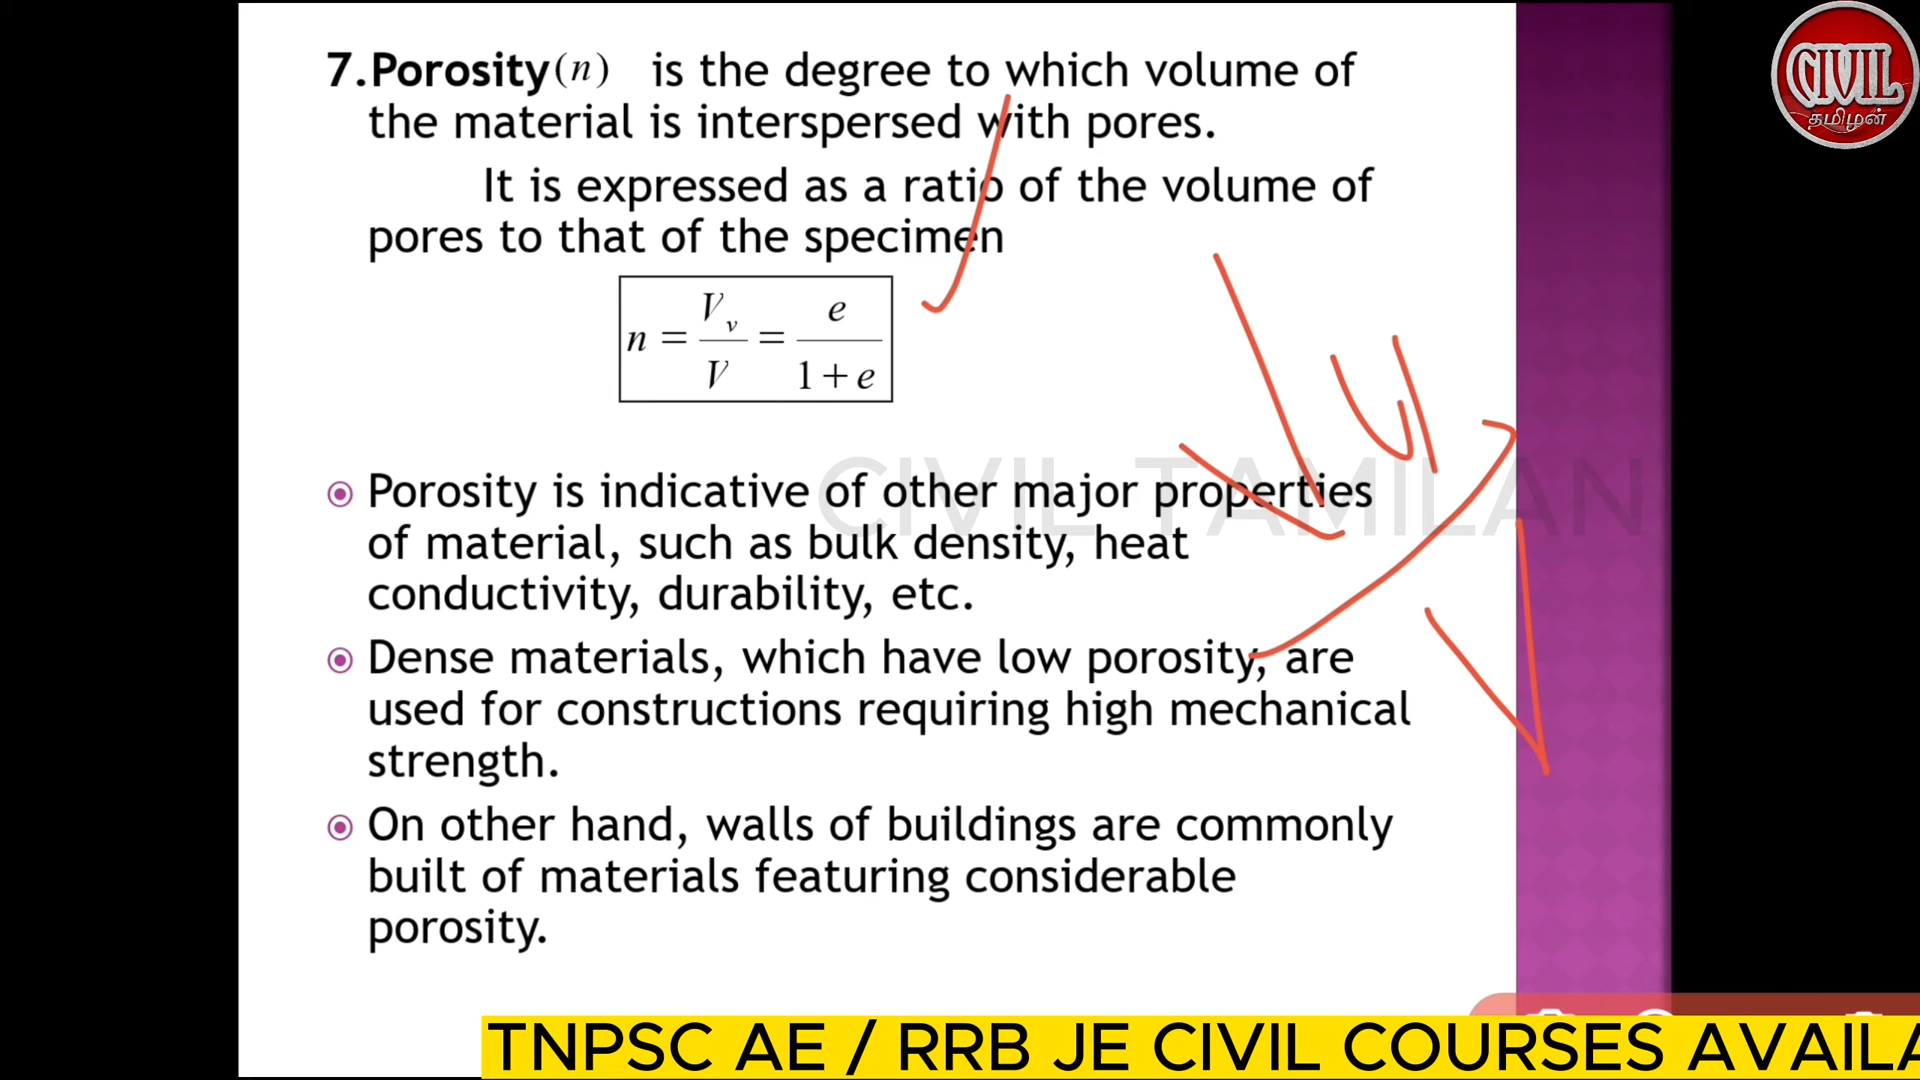 7.Porosity(n) is the degree to which volume of
the material is interspersed with pores.
It is expressed as a ratio of the volume of
pores to that of the specimen
n = V_v / V = e / 1 + e
Porosity is indicative of other major properties
of material, such as bulk density, heat
conductivity, durability, etc.
Dense materials, which have low porosity, are
used for constructions requiring high mechanical
strength.
On other hand, walls of buildings are commonly
built of materials featuring considerable
porosity.
CIVIL TAMILAN
CIVIL
தமிழன்
TNPSC AE / RRB JE CIVIL COURSES AVAILA